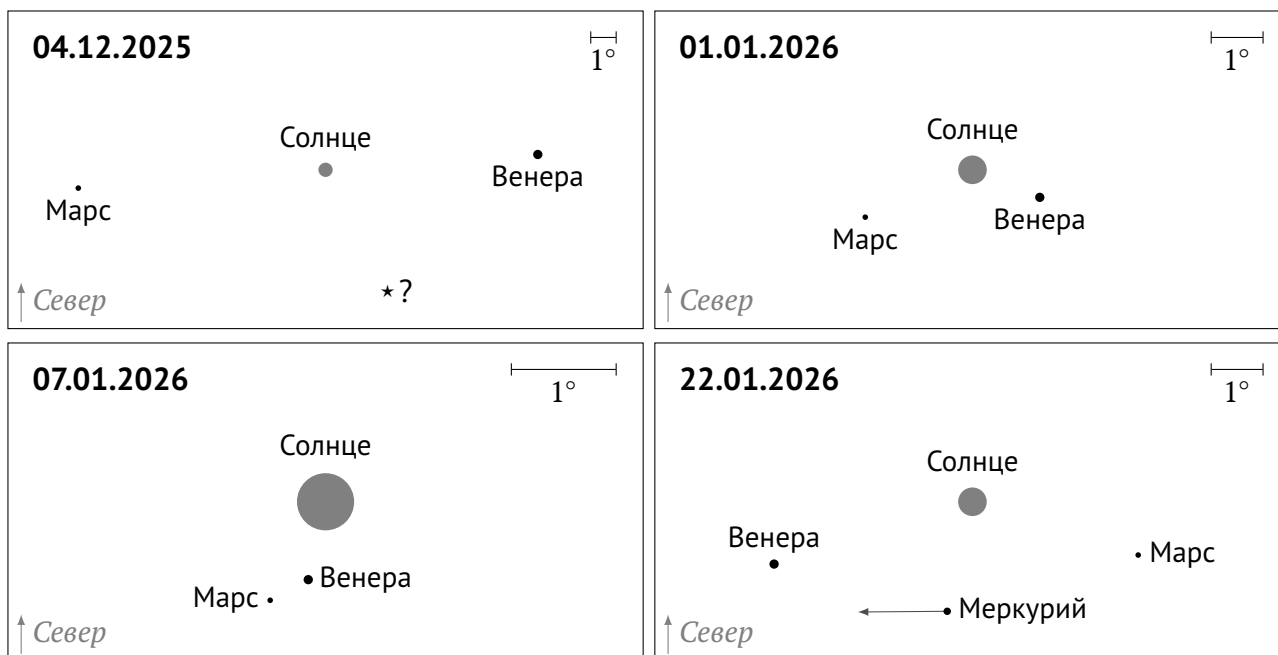 04.12.2025
1°
Солнце
Венера
Марс
?
Север
01.01.2026
1°
Солнце
Венера
Марс
Север
07.01.2026
1°
Солнце
Венера
Марс
Север
22.01.2026
1°
Солнце
Венера
Марс
Меркурий
Север